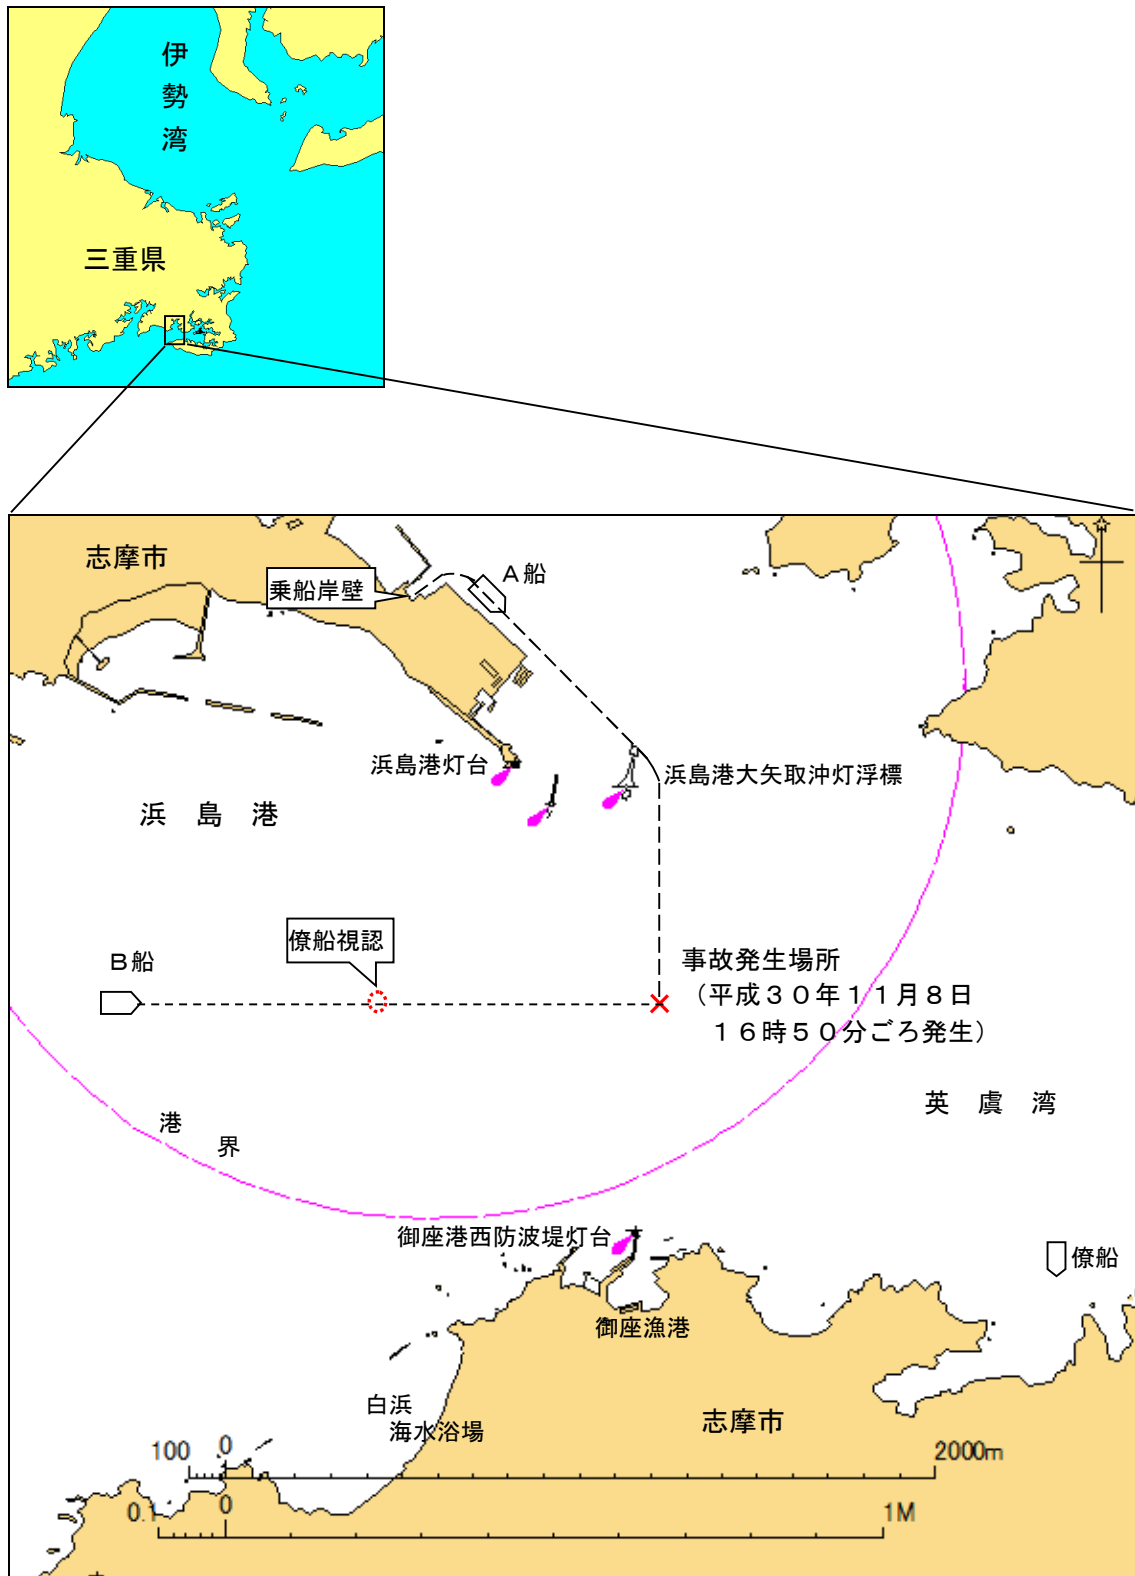 伊
勢
湾
三重県
志摩市
乗船岸壁
A船
浜島港灯台
浜島港大矢取沖灯浮標
浜島港
僚船視認
B船
事故発生場所
(平成30年11月8日
16時50分ごろ発生)
英虞湾
港
界
御座港西防波堤灯台
僚船
御座漁港
白浜
海水浴場
志摩市
100 0 2000m
0.1 0 1M